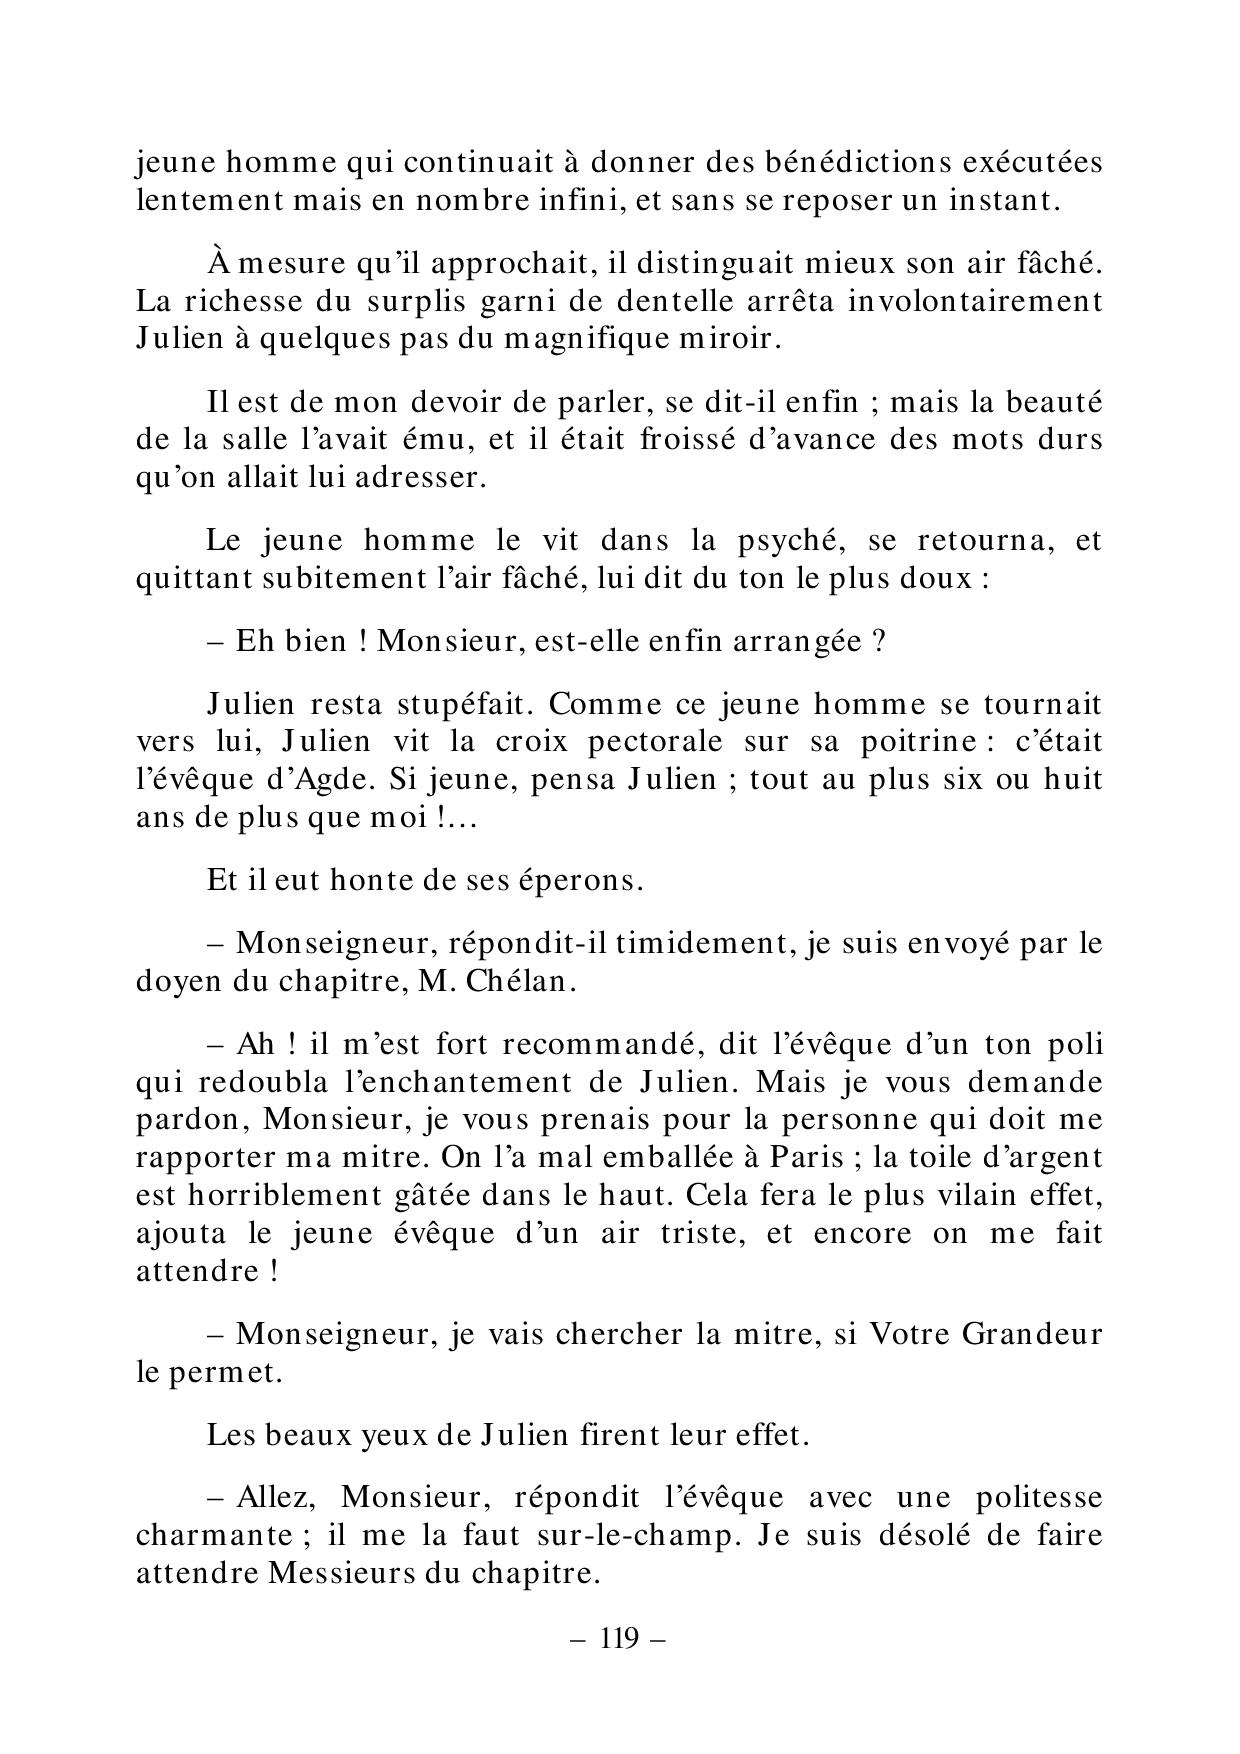 jeune homme qui continuait à donner des bénédictions exécutées
lentement mais en nombre infini, et sans se reposer un instant.
À mesure qu’il approchait, il distinguait mieux son air fâché.
La richesse du surplis garni de dentelle arrêta involontairement
Julien à quelques pas du magnifique miroir.
Il est de mon devoir de parler, se dit-il enfin ; mais la beauté
de la salle l’avait ému, et il était froissé d’avance des mots durs
qu’on allait lui adresser.
Le jeune homme le vit dans la psyché, se retourna, et
quittant subitement l’air fâché, lui dit du ton le plus doux :
– Eh bien ! Monsieur, est-elle enfin arrangée ?
Julien resta stupéfait. Comme ce jeune homme se tournait
vers lui, Julien vit la croix pectorale sur sa poitrine : c’était
l’évêque d’Agde. Si jeune, pensa Julien ; tout au plus six ou huit
ans de plus que moi !…
Et il eut honte de ses éperons.
– Monseigneur, répondit-il timidement, je suis envoyé par le
doyen du chapitre, M. Chélan.
– Ah ! il m’est fort recommandé, dit l’évêque d’un ton poli
qui redoubla l’enchantement de Julien. Mais je vous demande
pardon, Monsieur, je vous prenais pour la personne qui doit me
rapporter ma mitre. On l’a mal emballée à Paris ; la toile d’argent
est horriblement gâtée dans le haut. Cela fera le plus vilain effet,
ajouta le jeune évêque d’un air triste, et encore on me fait
attendre !
– Monseigneur, je vais chercher la mitre, si Votre Grandeur
le permet.
Les beaux yeux de Julien firent leur effet.
– Allez, Monsieur, répondit l’évêque avec une politesse
charmante ; il me la faut sur-le-champ. Je suis désolé de faire
attendre Messieurs du chapitre.
– 119 –